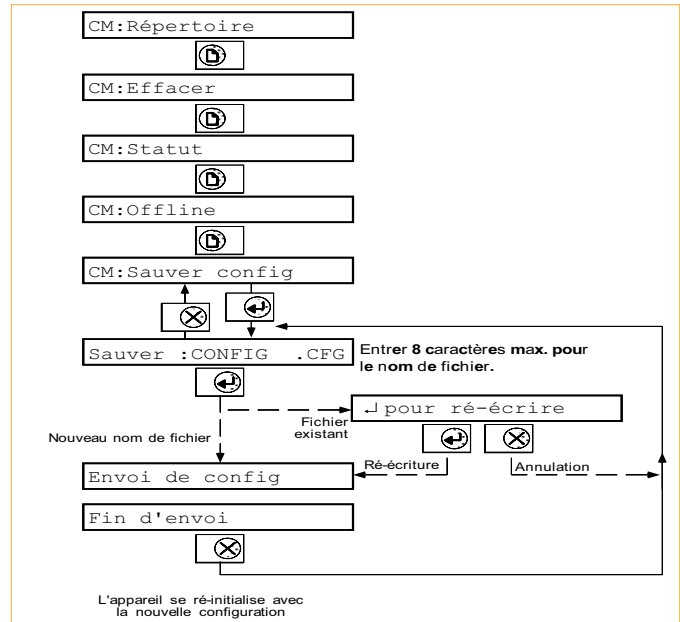 CM:Répertoire
CM:Effacer
CM:Statut
CM:Offline
CM:Sauver config
Sauver :CONFIG .CFG
Entrer 8 caractères max. pour
le nom de fichier.
↵ pour ré-écrire
Fichier
existant
Nouveau nom de fichier
Ré-écriture
Annulation
Envoi de config
Fin d'envoi
L'appareil se ré-initialise avec
la nouvelle configuration